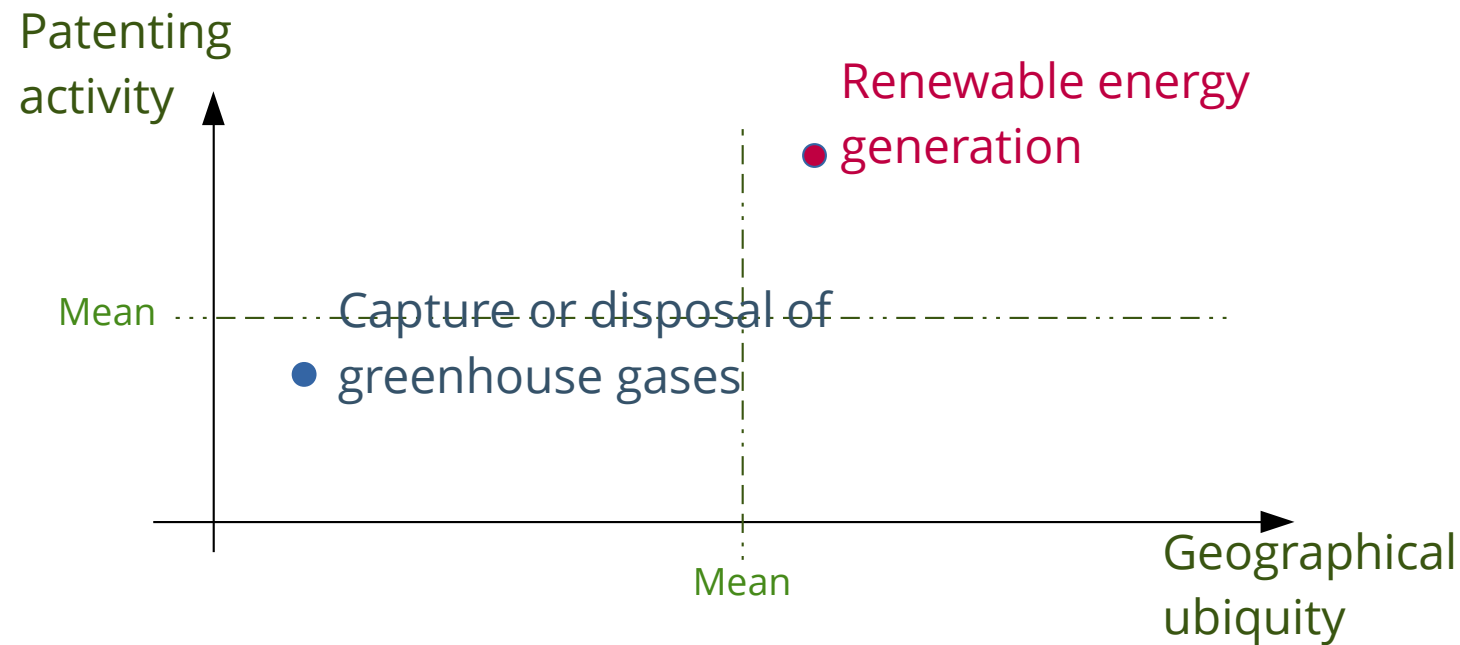 Patenting
activity
Renewable energy
generation
Mean
Capture or disposal of
greenhouse gases
Mean
Geographical
ubiquity